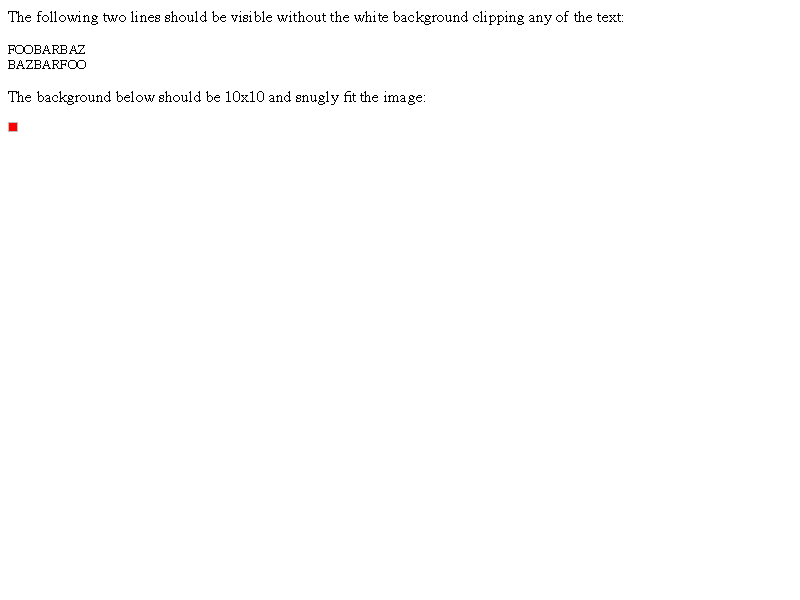 The following two lines should be visible without the white background clipping any of the text:
FOOBARBAZ
BAZBARFOO
The background below should be 10x10 and snugly fit the image: